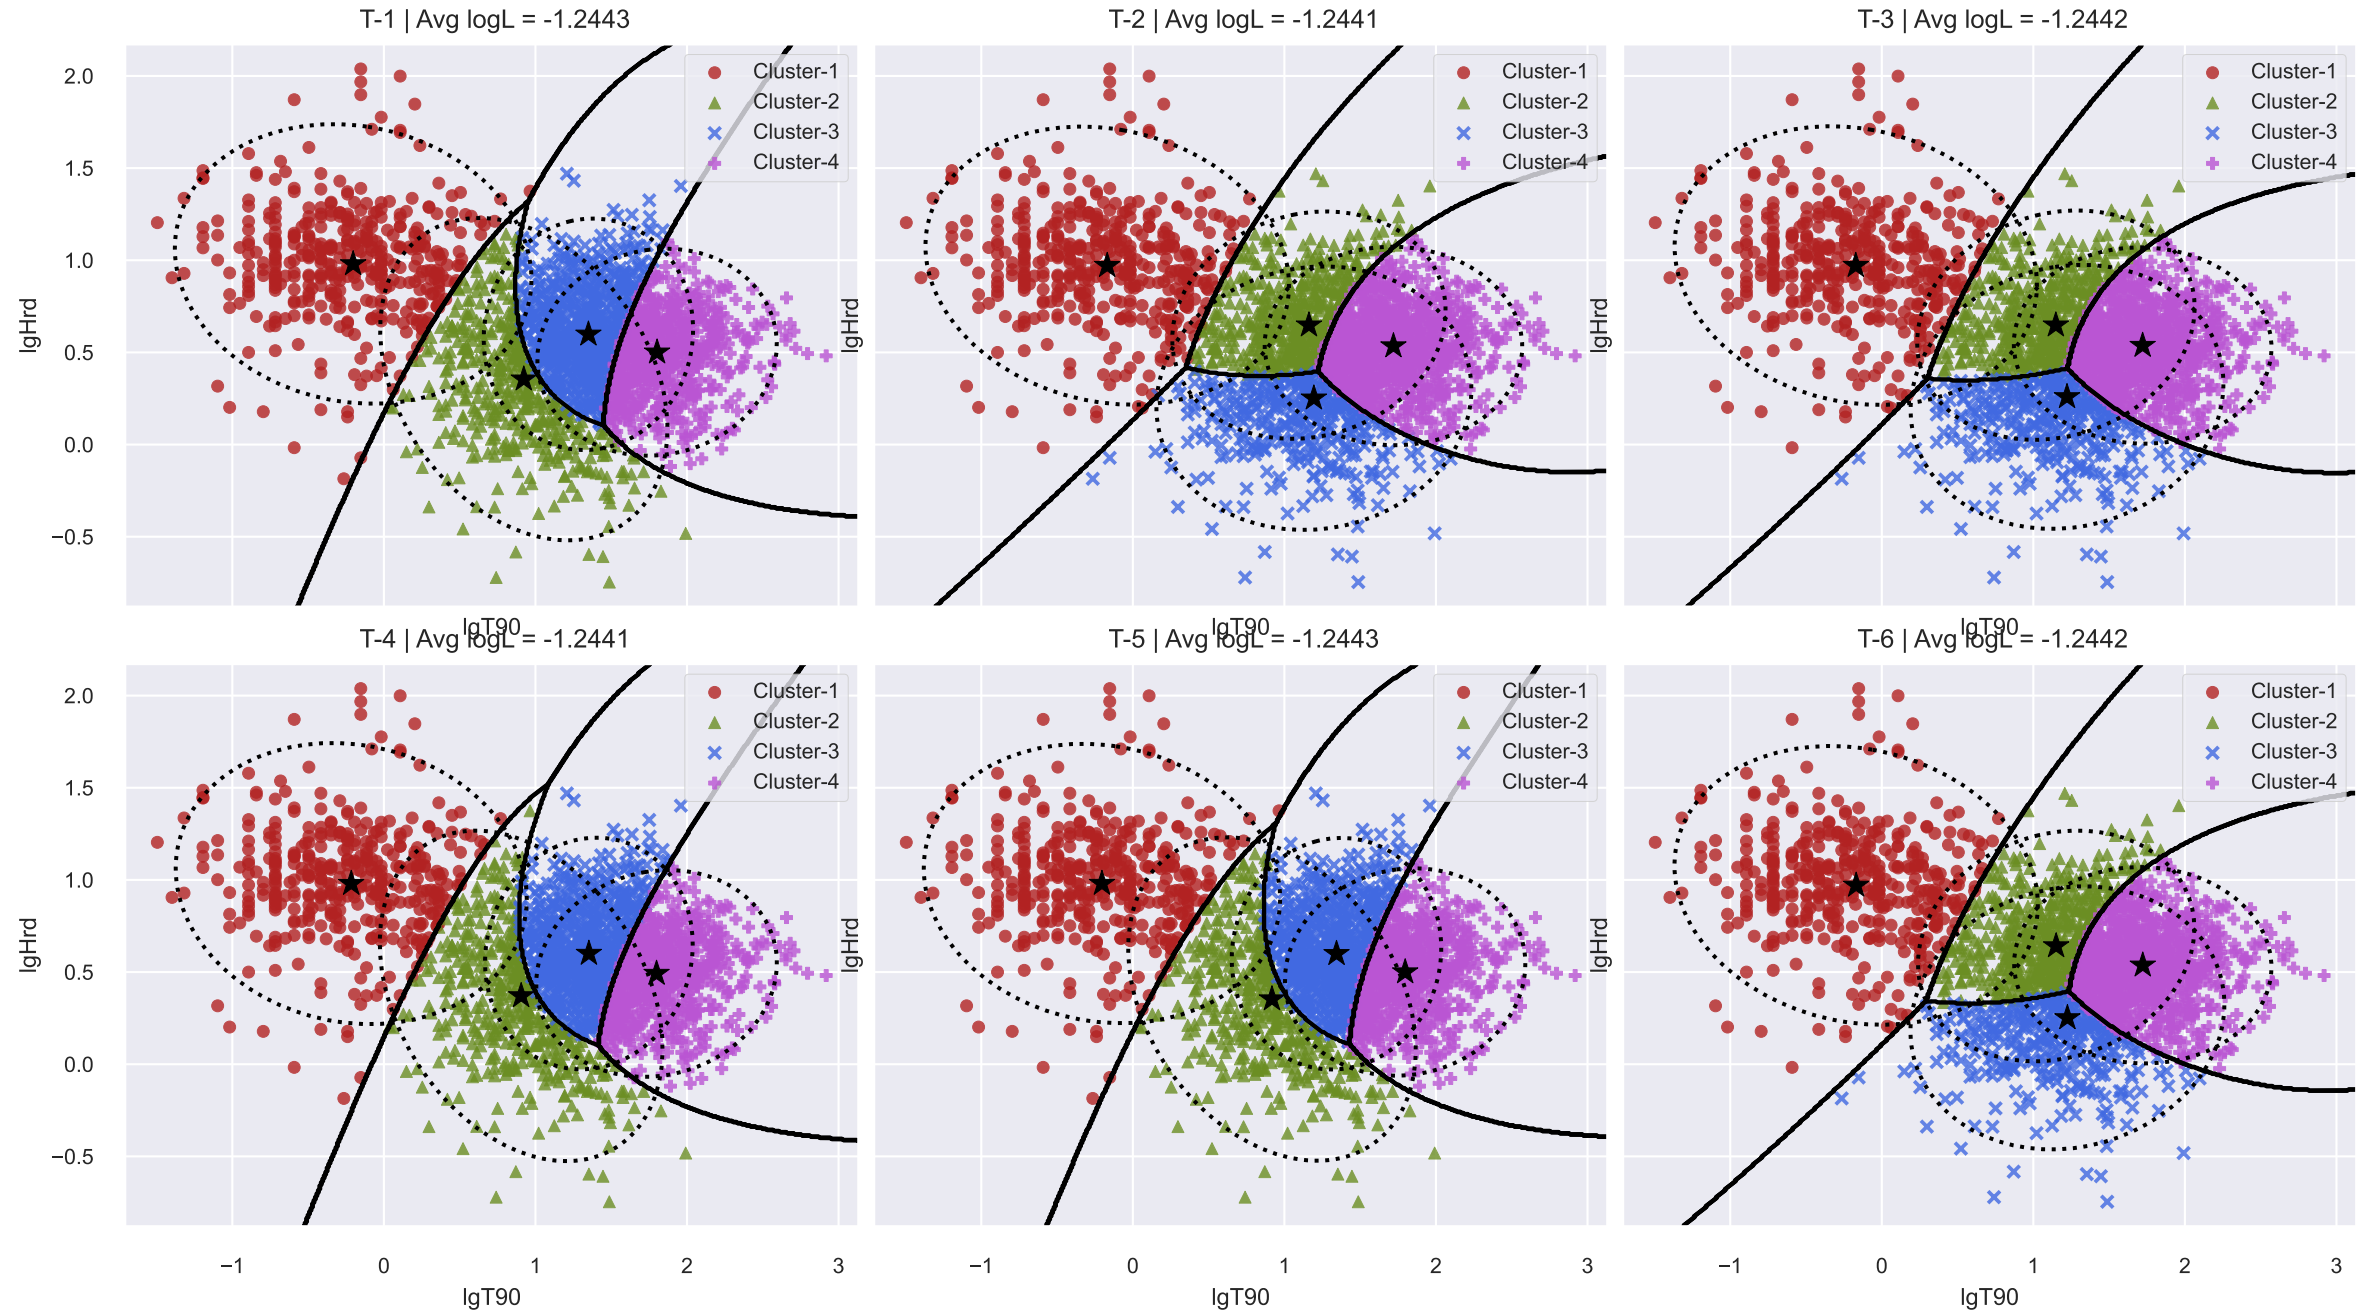 T-1 | Avg logL = -1.2443
T-2 | Avg logL = -1.2441
T-3 | Avg logL = -1.2442
Cluster-1
Cluster-2
Cluster-3
Cluster-4
Cluster-1
Cluster-2
Cluster-3
Cluster-4
Cluster-1
Cluster-2
Cluster-3
Cluster-4
2.0
1.5
1.0
0.5
0.0
−0.5
lgHrd
lgHrd
lgHrd
lgT90
lgT90
lgT90
T-4 | Avg logL = -1.2441
T-5 | Avg logL = -1.2443
T-6 | Avg logL = -1.2442
Cluster-1
Cluster-2
Cluster-3
Cluster-4
Cluster-1
Cluster-2
Cluster-3
Cluster-4
Cluster-1
Cluster-2
Cluster-3
Cluster-4
2.0
1.5
1.0
0.5
0.0
−0.5
lgHrd
lgHrd
lgHrd
−1 0 1 2 3
−1 0 1 2 3
−1 0 1 2 3
lgT90
lgT90
lgT90